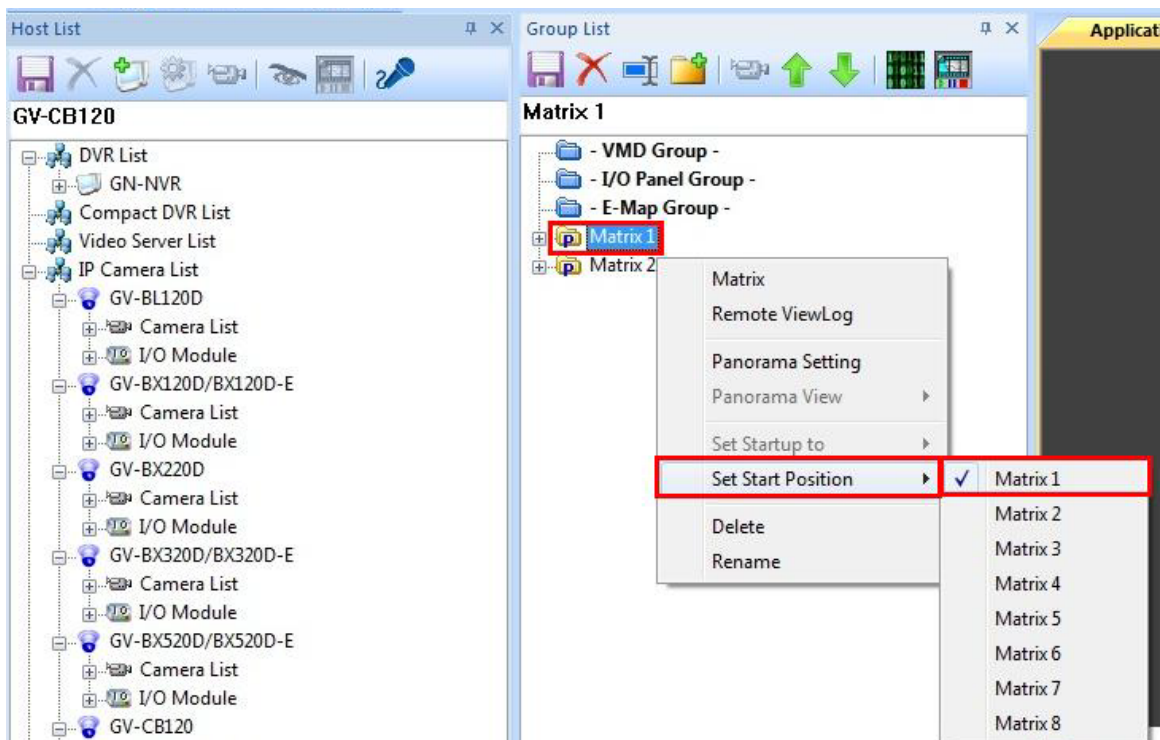 Host List
GV-CB120
DVR List
GN-NVR
Compact DVR List
Video Server List
IP Camera List
GV-BL120D
Camera List
I/O Module
GV-BX120D/BX120D-E
Camera List
I/O Module
GV-BX220D
Camera List
I/O Module
GV-BX320D/BX320D-E
Camera List
I/O Module
GV-BX520D/BX520D-E
Camera List
I/O Module
GV-CB120
Group List
Matrix 1
- VMD Group -
- I/O Panel Group -
- E-Map Group -
Matrix 1
Matrix 2
Matrix
Remote ViewLog
Panorama Setting
Panorama View
Set Startup to
Set Start Position
Delete
Rename
Matrix 1
Matrix 2
Matrix 3
Matrix 4
Matrix 5
Matrix 6
Matrix 7
Matrix 8
Applicati